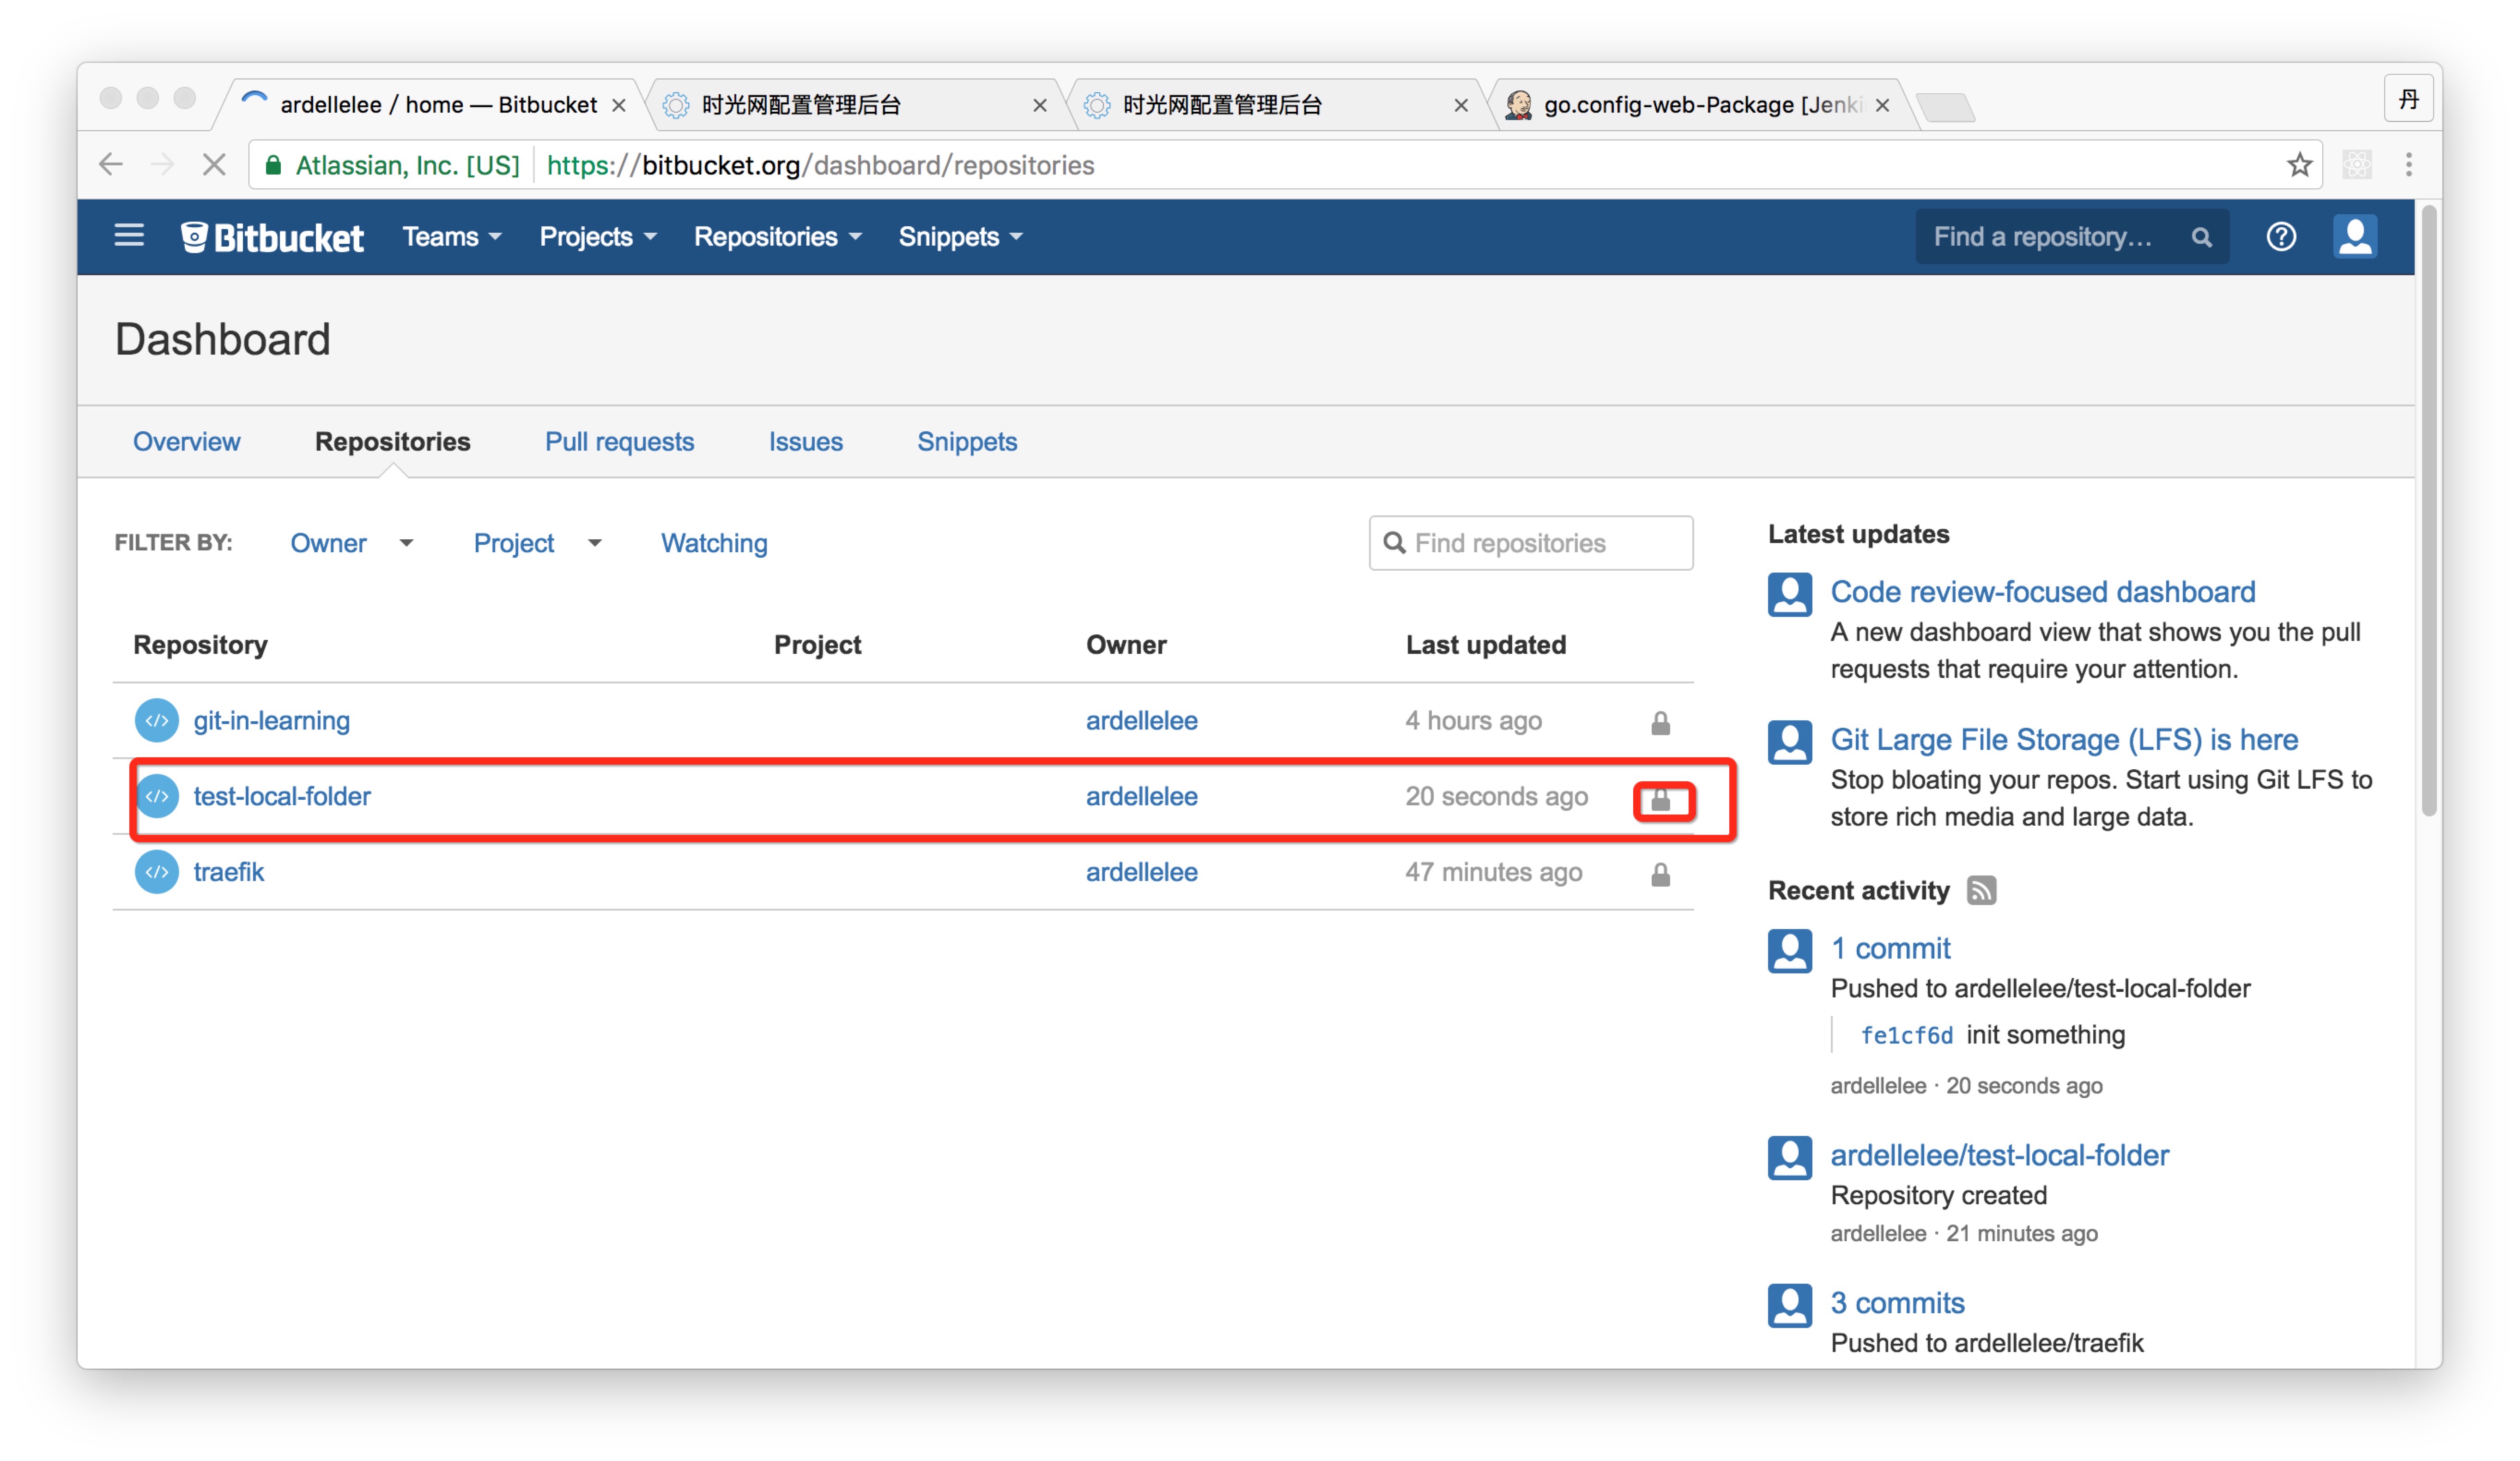 ardellelee / home — Bitbucket
时光网配置管理后台
时光网配置管理后台
go.config-web-Package [Jenki
丹
Atlassian, Inc. [US] https://bitbucket.org/dashboard/repositories
Bitbucket Teams Projects Repositories Snippets Find a repository...
Dashboard
Overview Repositories Pull requests Issues Snippets
FILTER BY: Owner Project Watching Find repositories
Repository Project Owner Last updated
git-in-learning ardellelee 4 hours ago
test-local-folder ardellelee 20 seconds ago
traefik ardellelee 47 minutes ago
Latest updates
Code review-focused dashboard
A new dashboard view that shows you the pull
requests that require your attention.
Git Large File Storage (LFS) is here
Stop bloating your repos. Start using Git LFS to
store rich media and large data.
Recent activity
1 commit
Pushed to ardellelee/test-local-folder
fe1cf6d init something
ardellelee · 20 seconds ago
ardellelee/test-local-folder
Repository created
ardellelee · 21 minutes ago
3 commits
Pushed to ardellelee/traefik